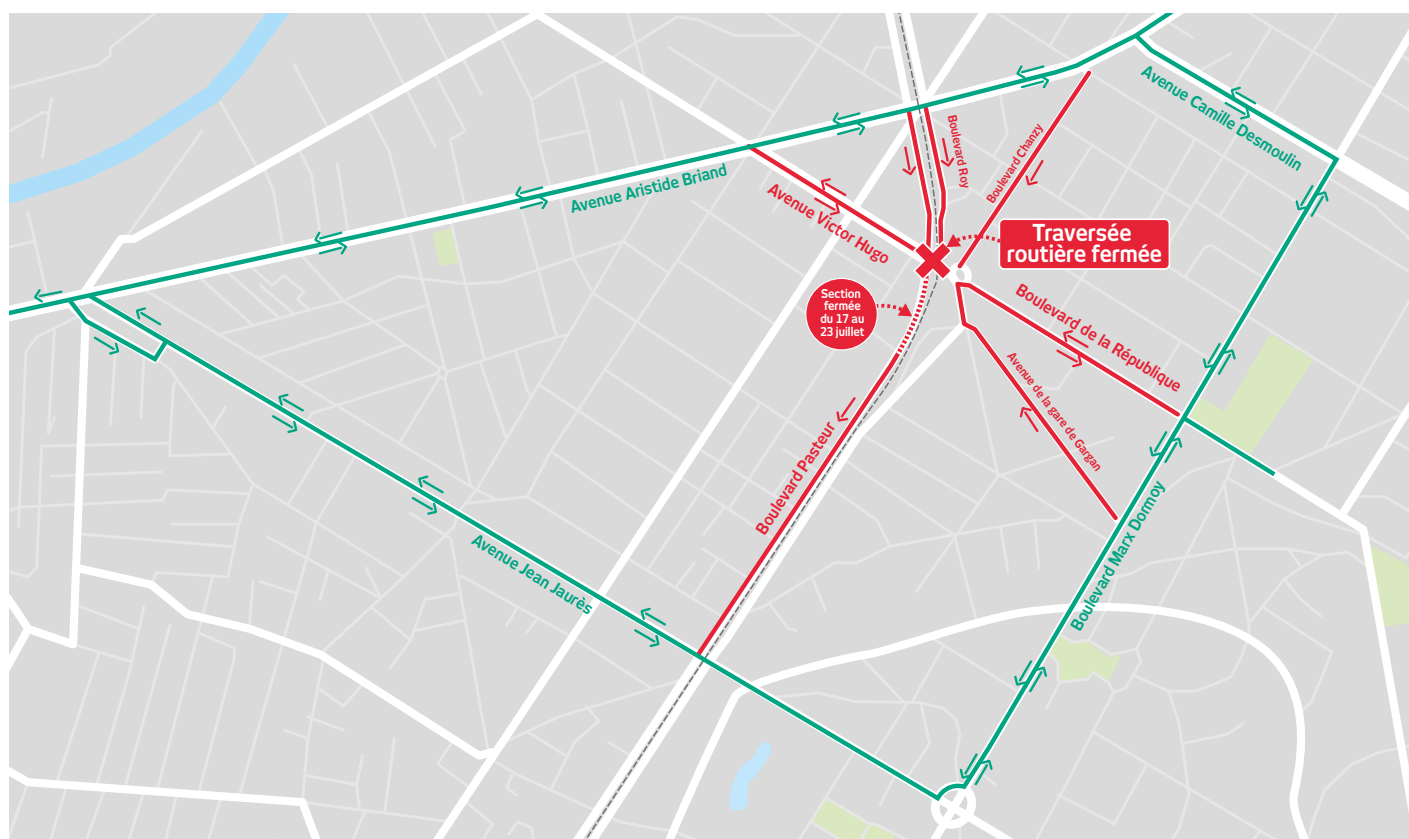 Avenue Camille Desmoulin
Boulevard Chanzy
Boulevard Roy
Avenue Aristide Briand
Avenue Victor Hugo
Traversée
routière fermée
Section
fermée
du 17 au
23 juillet
Boulevard de la République
Avenue de la gare de Gargan
Boulevard Pasteur
Boulevard Marx Dormoy
Avenue Jean Jaurès